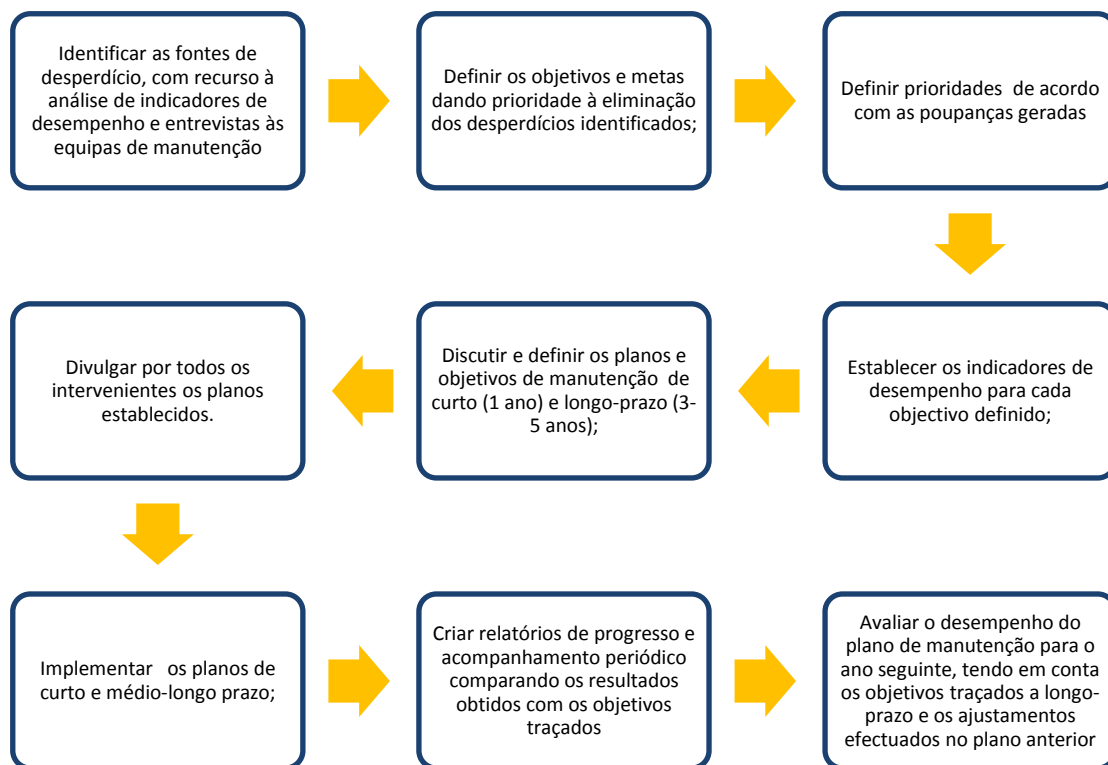 Identificar as fontes de
desperdício, com recurso à
análise de indicadores de
desempenho e entrevistas às
equipas de manutenção
Definir os objetivos e metas
dando prioridade à eliminação
dos desperdícios identificados;
Definir prioridades de acordo
com as poupanças geradas
Establecer os indicadores de
desempenho para cada
objectivo definido;
Discutir e definir os planos e
objetivos de manutenção de
curto (1 ano) e longo-prazo (3-
5 anos);
Divulgar por todos os
intervenientes os planos
establecidos.
Implementar os planos de
curto e médio-longo prazo;
Criar relatórios de progresso e
acompanhamento periódico
comparando os resultados
obtidos com os objetivos
traçados
Avaliar o desempenho do
plano de manutenção para o
ano seguinte, tendo em conta
os objetivos traçados a longo-
prazo e os ajustamentos
efectuados no plano anterior